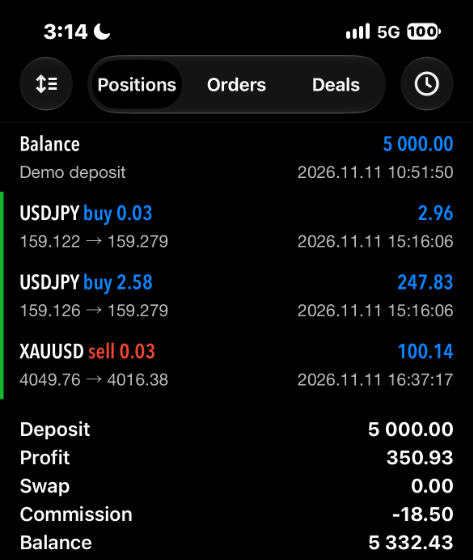 3:14 5G 100
Positions Orders Deals
Balance 5 000.00
Demo deposit 2026.11.11 10:51:50
USDJPY buy 0.03 2.96
159.122 → 159.279 2026.11.11 15:16:06
USDJPY buy 2.58 247.83
159.126 → 159.279 2026.11.11 15:16:06
XAUUSD sell 0.03 100.14
4049.76 → 4016.38 2026.11.11 16:37:17
Deposit 5 000.00
Profit 350.93
Swap 0.00
Commission -18.50
Balance 5 332.43